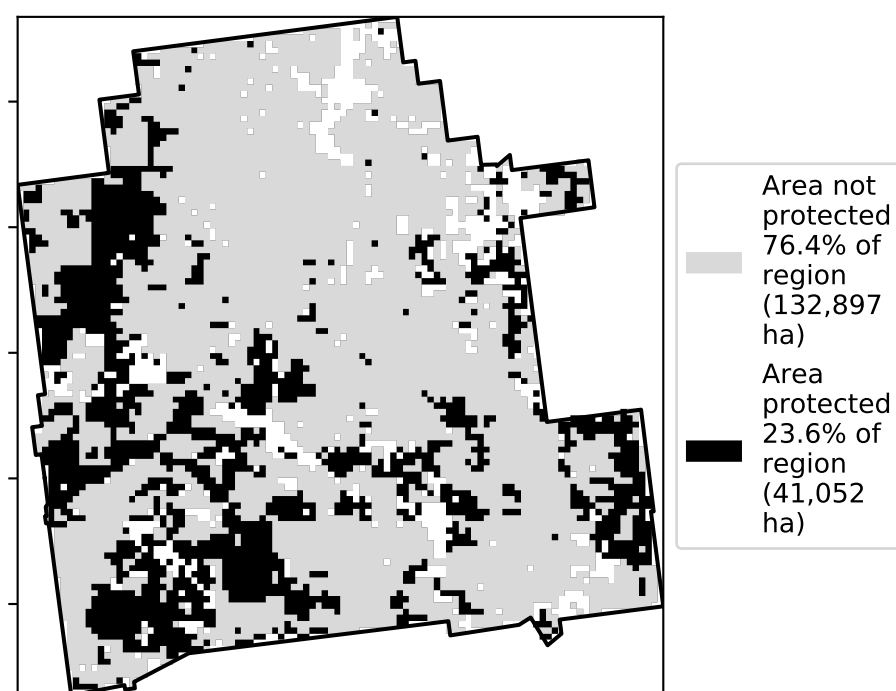 Area not
protected
76.4% of
region
(132,897
ha)
Area
protected
23.6% of
region
(41,052
ha)